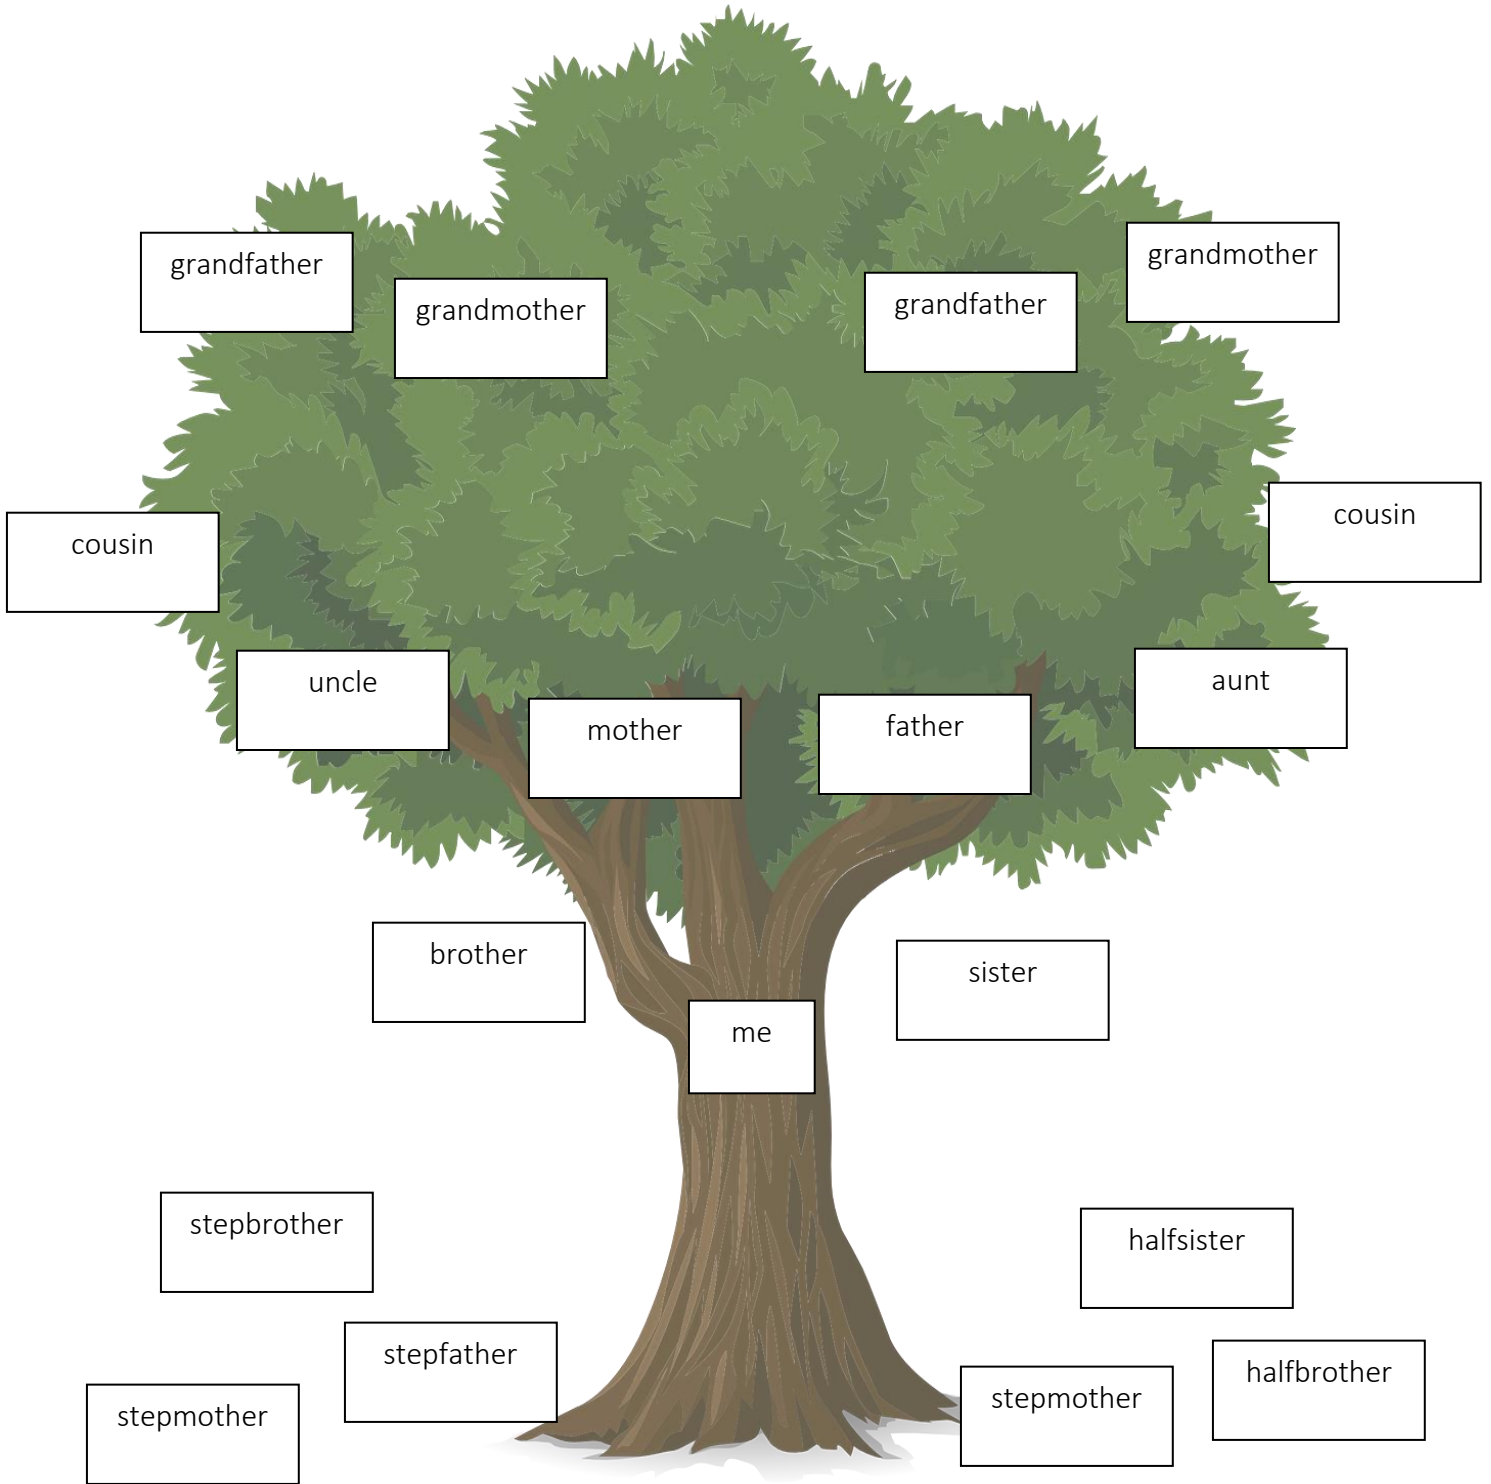 grandfather
grandmother
grandfather
grandmother
cousin
cousin
uncle
mother
father
aunt
brother
sister
me
stepbrother
halfsister
stepfather
halfbrother
stepmother
stepmother